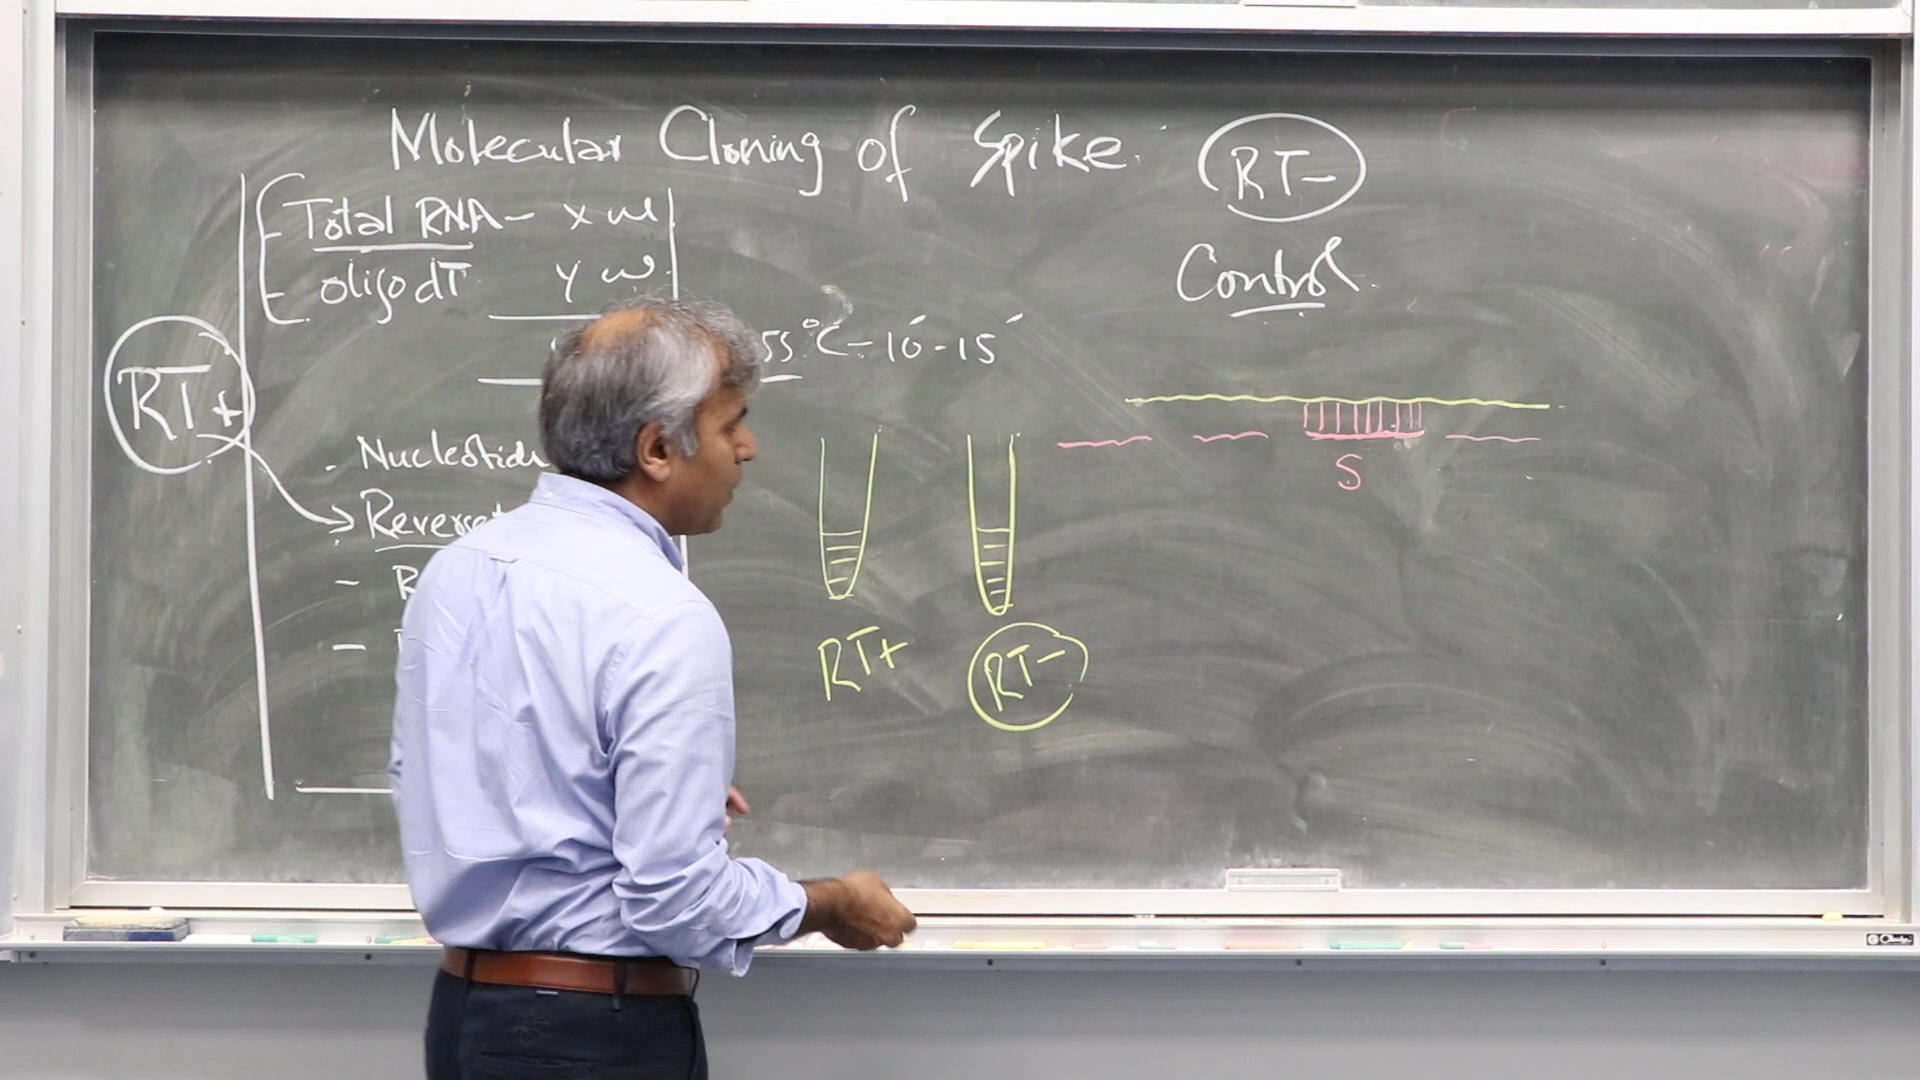 Molecular Cloning of Spike.
RT-
Control
Total RNA - x ul
oligo dT y ul
55°C - 10' - 15'
RT+
Nucleotide
Reverse
RT+
RT-
S